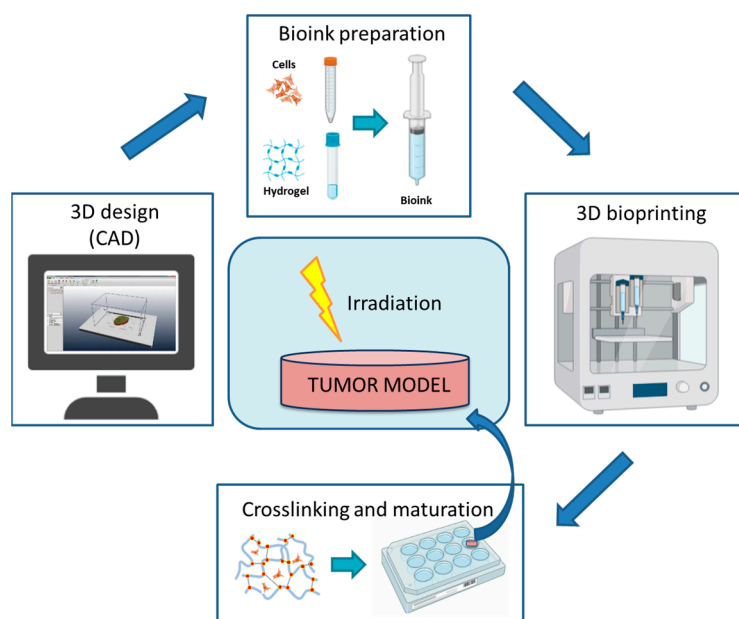 Bioink preparation
Cells
Hydrogel
Bioink
3D design
(CAD)
3D bioprinting
Irradiation
TUMOR MODEL
Crosslinking and maturation